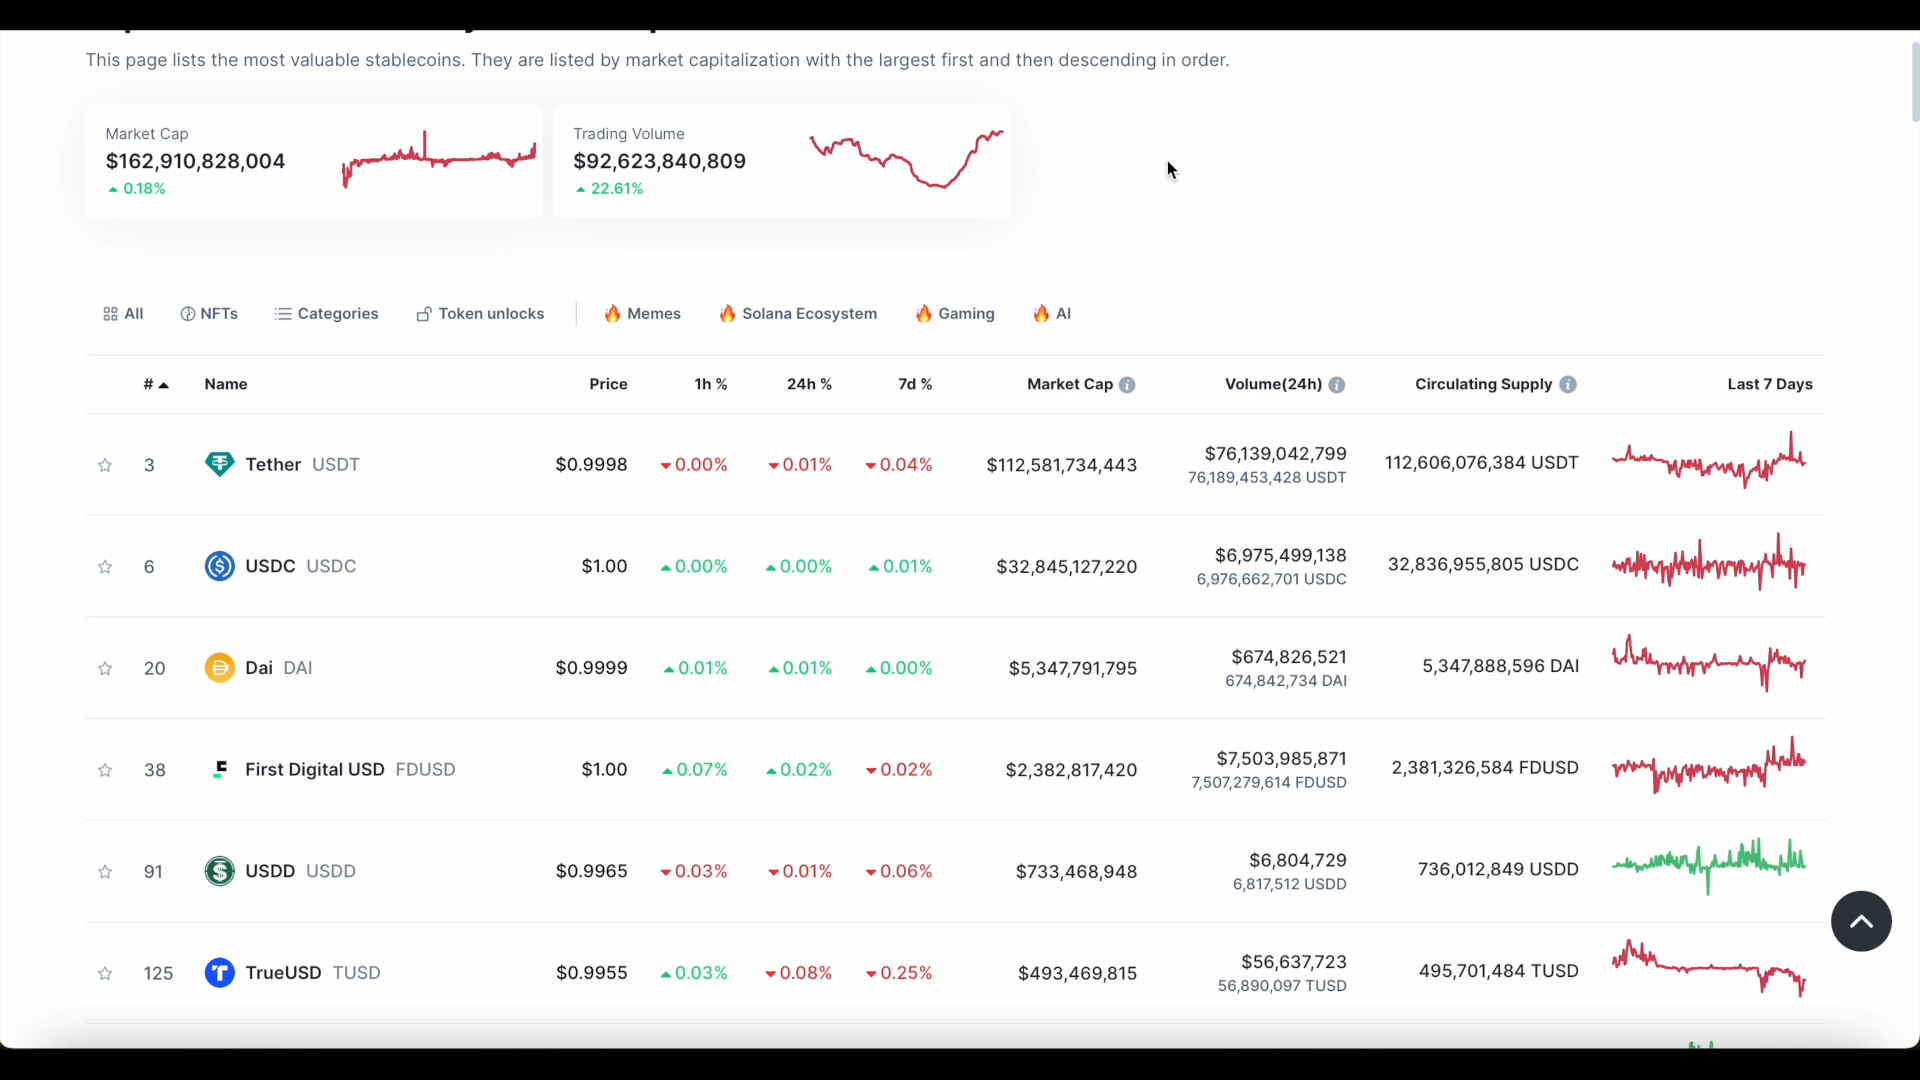 This page lists the most valuable stablecoins. They are listed by market capitalization with the largest first and then descending in order.
Market Cap
$162,910,828,004
0.18%
Trading Volume
$92,623,840,809
22.61%
All NFTs Categories Token unlocks Memes Solana Ecosystem Gaming AI
# Name Price 1h % 24h % 7d % Market Cap Volume(24h) Circulating Supply Last 7 Days
3 Tether USDT $0.9998 0.00% 0.01% 0.04% $112,581,734,443 $76,139,042,799 112,606,076,384 USDT
76,189,453,428 USDT
6 USDC USDC $1.00 0.00% 0.00% 0.01% $32,845,127,220 $6,975,499,138 32,836,955,805 USDC
6,976,662,701 USDC
20 Dai DAI $0.9999 0.01% 0.01% 0.00% $5,347,791,795 $674,826,521 5,347,888,596 DAI
674,842,734 DAI
38 First Digital USD FDUSD $1.00 0.07% 0.02% 0.02% $2,382,817,420 $7,503,985,871 2,381,326,584 FDUSD
7,507,279,614 FDUSD
91 USDD USDD $0.9965 0.03% 0.01% 0.06% $733,468,948 $6,804,729 736,012,849 USDD
6,817,512 USDD
125 TrueUSD TUSD $0.9955 0.03% 0.08% 0.25% $493,469,815 $56,637,723 495,701,484 TUSD
56,890,097 TUSD